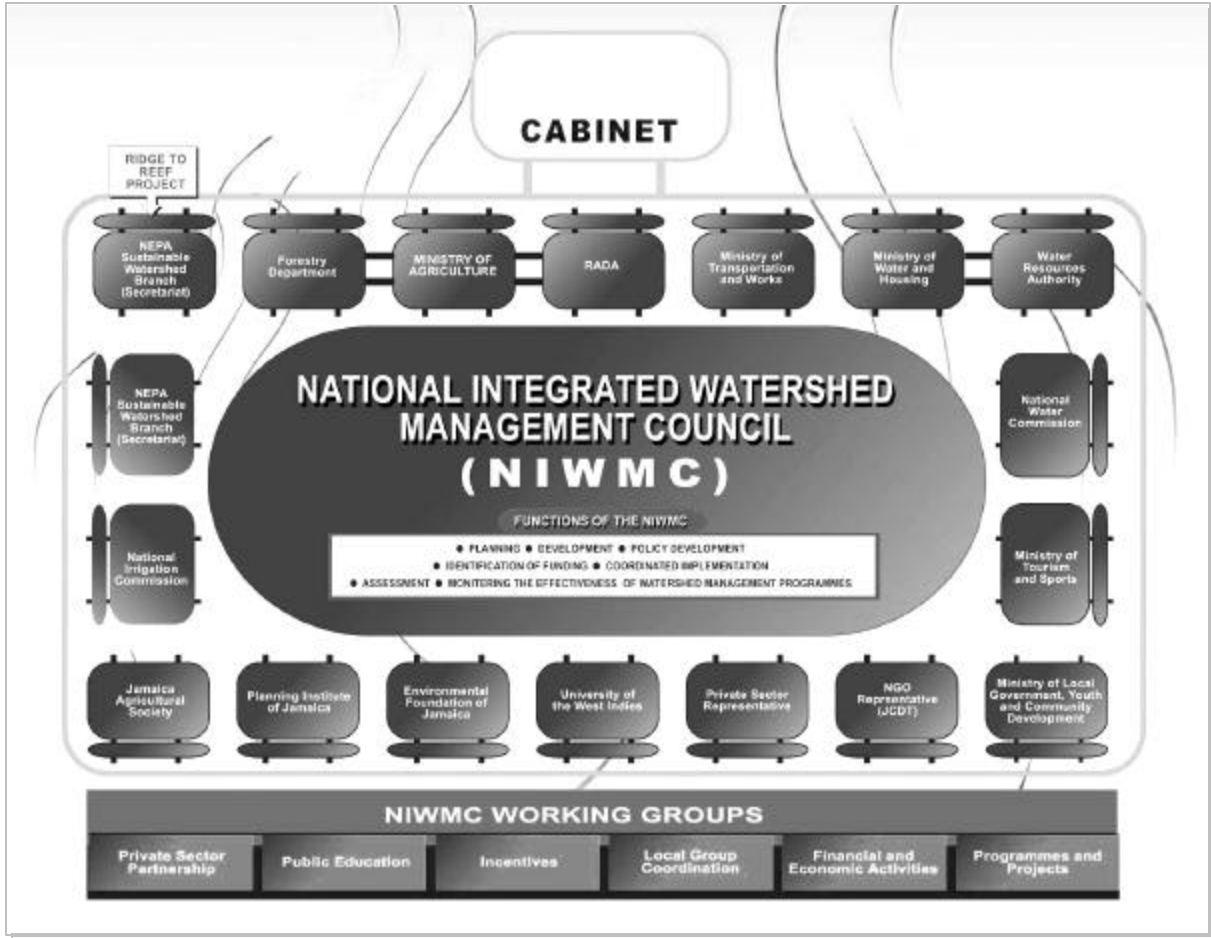 CABINET
RIDGE TO
REEF
PROJECT
NEPA
Sustainable
Watershed
Branch
(Secretariat)
Forestry
Department
MINISTRY OF
AGRICULTURE
RADA
Ministry of
Transportation
and Works
Ministry of
Water and
Housing
Water
Resources
Authority
NEPA
Sustainable
Watershed
Branch
(Secretariat)
NATIONAL INTEGRATED WATERSHED
MANAGEMENT COUNCIL
(NIWMC)
FUNCTIONS OF THE NIWMC
● PLANNING ● DEVELOPMENT ● POLICY DEVELOPMENT
● IDENTIFICATION OF FUNDING ● COORDINATED IMPLEMENTATION
● ASSESSMENT ● MONITERING THE EFFECTIVENESS OF WATERSHED MANAGEMENT PROGRAMMES
National
Water
Commission
National
Irrigation
Commission
Ministry of
Tourism
and Sports
Jamaica
Agricultural
Society
Planning Institute
of Jamaica
Environmental
Foundation of
Jamaica
University of
the West Indies
Private Sector
Representative
NGO
Reprsentative
(JCDT)
Ministry of Local
Government, Youth
and Community
Development
NIWMC WORKING GROUPS
Private Sector
Partnership
Public Education
Incentives
Local Group
Coordination
Financial and
Economic Activities
Programmes and
Projects